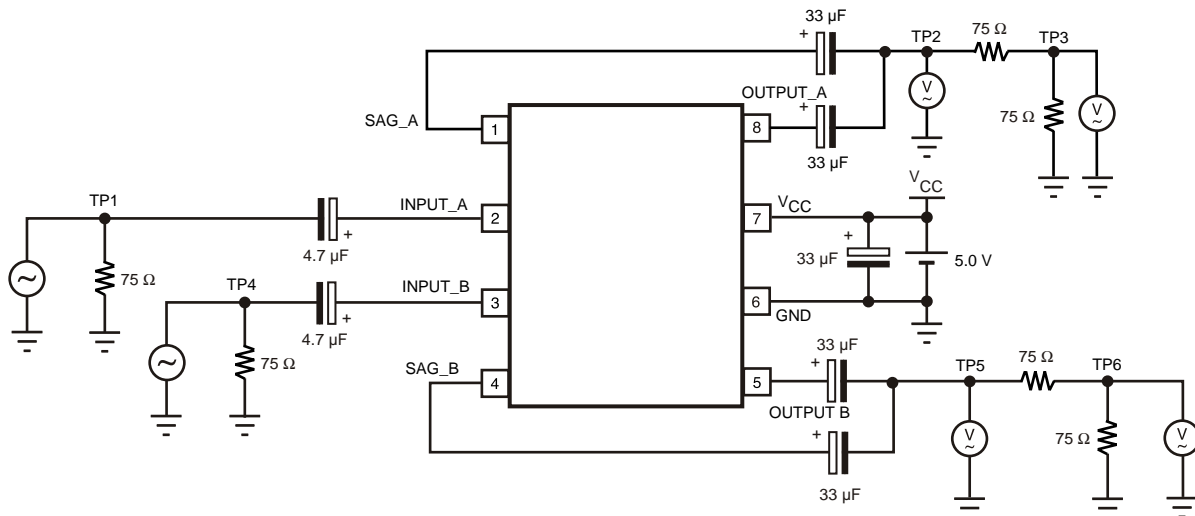 33 µF
TP2
75 Ω
TP3
+
V
~
OUTPUT_A
+
75 Ω
V
~
SAG_A
1
8
33 µF
TP1
INPUT_A
2
7
VCC
VCC
+
4.7 µF
+
33 µF
5.0 V
75 Ω
TP4
INPUT_B
3
6
GND
+
4.7 µF
75 Ω
SAG_B
4
5
33 µF
+
TP5
75 Ω
TP6
OUTPUT B
V
~
75 Ω
V
~
+
33 µF